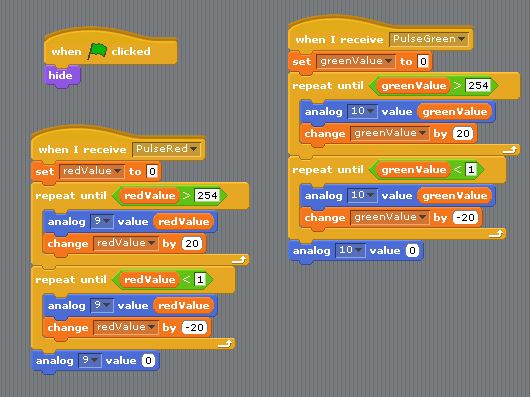 when clicked
hide
when I receive PulseRed
set redValue to 0
repeat until redValue > 254
analog 9 value redValue
change redValue by 20
repeat until redValue < 1
analog 9 value redValue
change redValue by -20
analog 9 value 0
when I receive PulseGreen
set greenValue to 0
repeat until greenValue > 254
analog 10 value greenValue
change greenValue by 20
repeat until greenValue < 1
analog 10 value greenValue
change greenValue by -20
analog 10 value 0